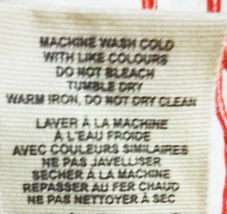 MACHINE WASH COLD
WITH LIKE COLOURS
DO NOT BLEACH
TUMBLE DRY
WARM IRON, DO NOT DRY CLEAN
LAVER À LA MACHINE
À L'EAU FROIDE
AVEC COULEURS SIMILAIRES
NE PAS JAVELLISER
SÉCHER À LA MACHINE
REPASSER AU FER CHAUD
NE PAS NETTOYER À SEC